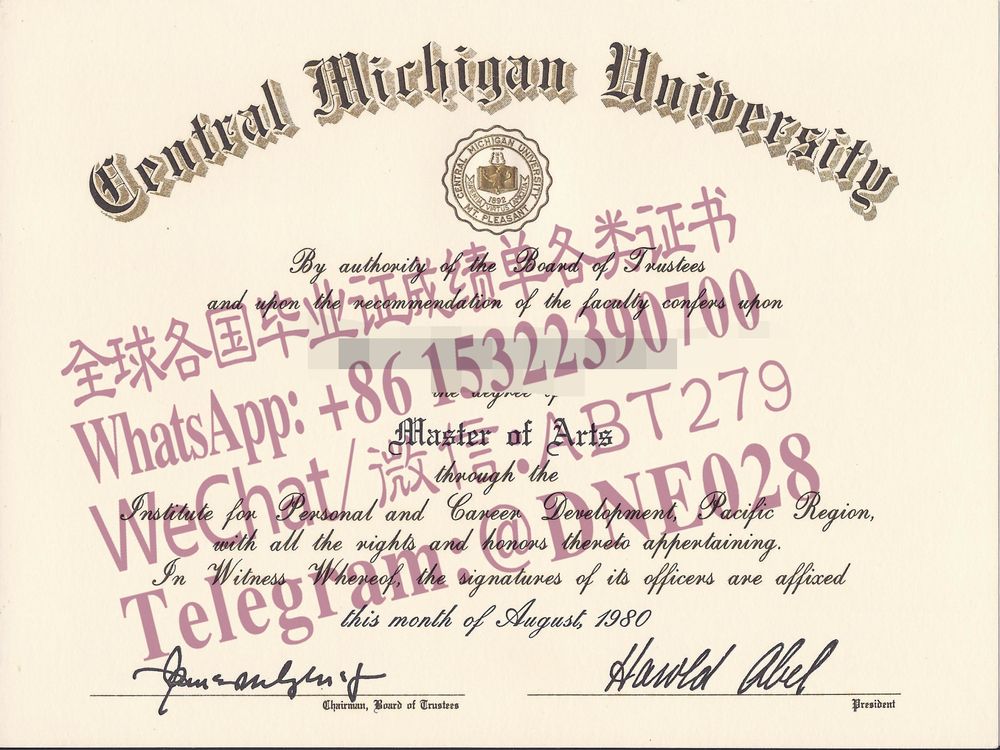 Central Michigan University
CENTRAL MICHIGAN UNIVERSITY
1892
MT. PLEASANT
By authority of the Board of Trustees
and upon the recommendation of the faculty confers upon
the degree of
Master of Arts
through the
Institute for Personal and Career Development, Pacific Region,
with all the rights and honors thereto appertaining.
In Witness Whereof, the signatures of its officers are affixed
this month of August, 1980
Harold Abel
Chairman, Board of Trustees
President
全球各国毕业证成绩单各类证书
WhatsApp: +86 15322390700
WeChat/微信:ABT279
Telegram:@DNE028